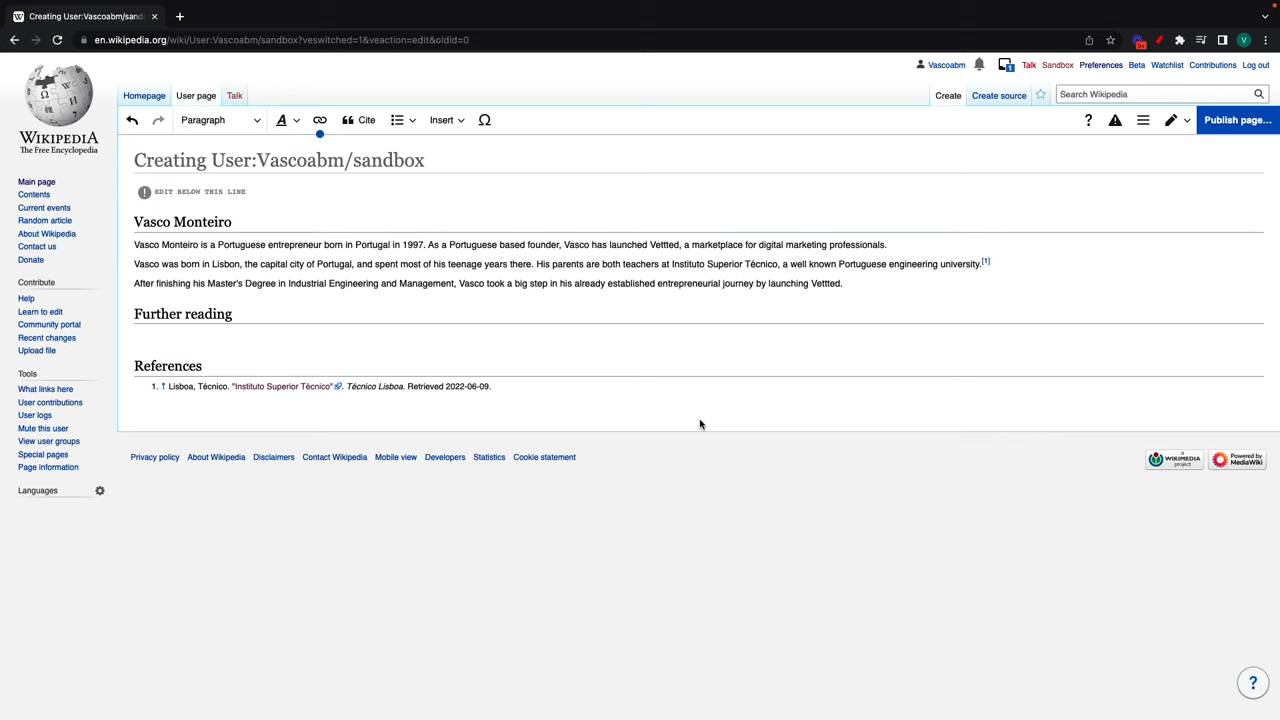 Creating User:Vascoabm/sand
en.wikipedia.org/wiki/User:Vascoabm/sandbox?veswitched=1&veaction=edit&oldid=0
V
Vascoabm 1 Talk Sandbox Preferences Beta Watchlist Contributions Log out
Homepage User page Talk Create Create source Search Wikipedia
Paragraph A Cite Insert Ω ? Publish page...
WIKIPEDIA
The Free Encyclopedia
Main page
Contents
Current events
Random article
About Wikipedia
Contact us
Donate
Contribute
Help
Learn to edit
Community portal
Recent changes
Upload file
Tools
What links here
User contributions
User logs
Mute this user
View user groups
Special pages
Page information
Languages
Creating User:Vascoabm/sandbox
EDIT BELOW THIS LINE
Vasco Monteiro
Vasco Monteiro is a Portuguese entrepreneur born in Portugal in 1997. As a Portuguese based founder, Vasco has launched Vettted, a marketplace for digital marketing professionals.
Vasco was born in Lisbon, the capital city of Portugal, and spent most of his teenage years there. His parents are both teachers at Instituto Superior Técnico, a well known Portuguese engineering university.[1]
After finishing his Master's Degree in Industrial Engineering and Management, Vasco took a big step in his already established entrepreneurial journey by launching Vettted.
Further reading
References
1. ↑ Lisboa, Técnico. "Instituto Superior Técnico". Técnico Lisboa. Retrieved 2022-06-09.
Privacy policy About Wikipedia Disclaimers Contact Wikipedia Mobile view Developers Statistics Cookie statement
A WIKIMEDIA project
Powered by MediaWiki
?